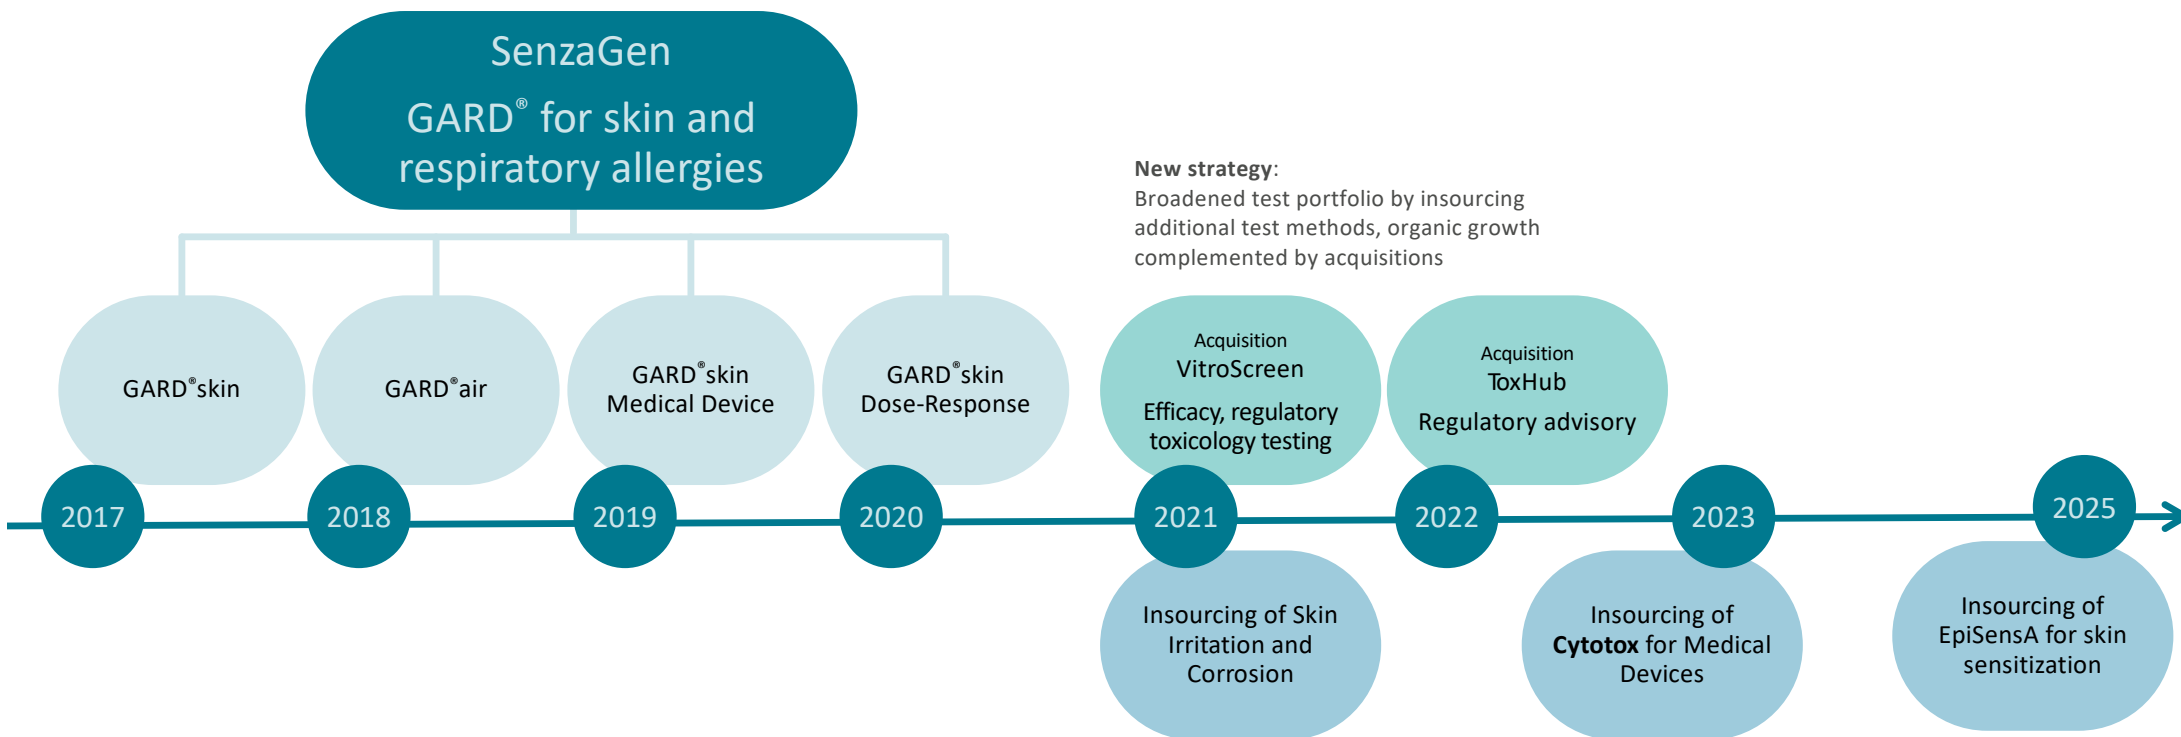 SenzaGen
GARD® for skin and
respiratory allergies
New strategy:
Broadened test portfolio by insourcing
additional test methods, organic growth
complemented by acquisitions
GARD®skin
GARD®air
GARD®skin
Medical Device
GARD®skin
Dose-Response
Acquisition
VitroScreen
Efficacy, regulatory
toxicology testing
Acquisition
ToxHub
Regulatory advisory
2017
2018
2019
2020
2021
2022
2023
2025
Insourcing of Skin
Irritation and
Corrosion
Insourcing of
Cytotox for Medical
Devices
Insourcing of
EpiSensA for skin
sensitization